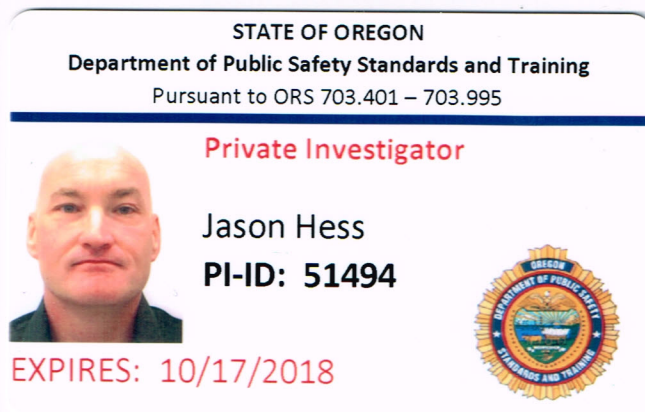 STATE OF OREGON
Department of Public Safety Standards and Training
Pursuant to ORS 703.401 – 703.995
Private Investigator
Jason Hess
PI-ID: 51494
OREGON
DEPARTMENT OF PUBLIC SAFETY
STANDARDS AND TRAINING
EXPIRES: 10/17/2018